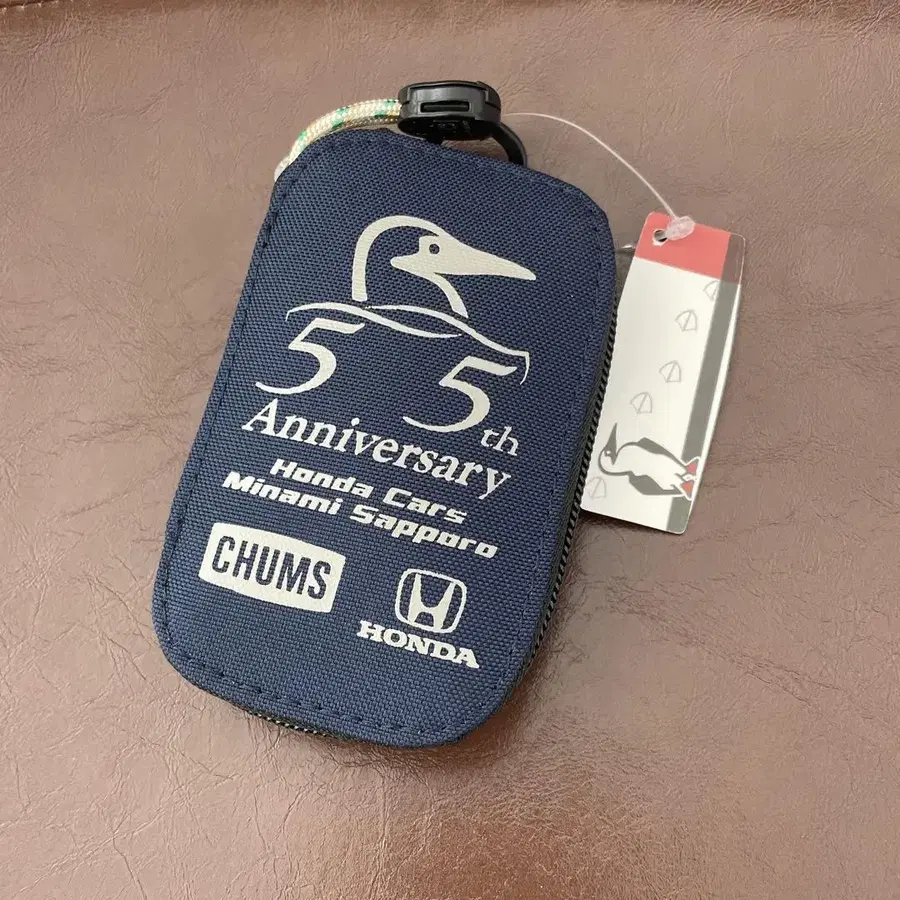 55th
Anniversary
Honda Cars
Minami Sapporo
CHUMS
HONDA